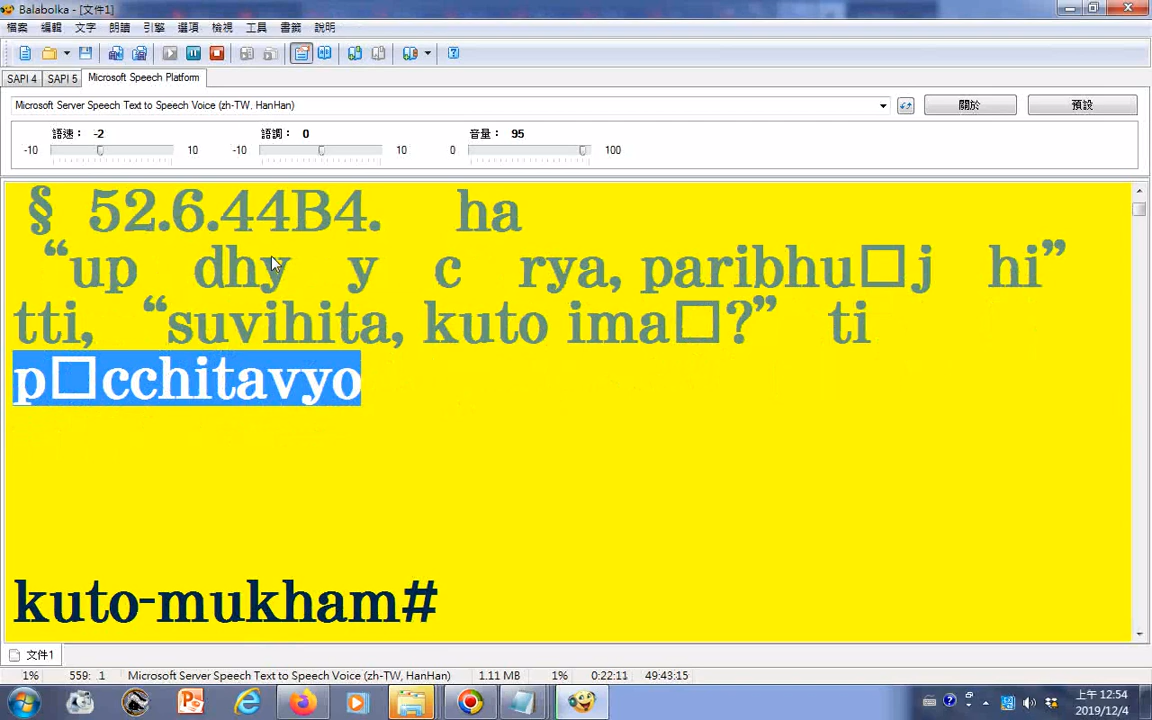 Balabolka - [文件1]
檔案 編輯 文字 朗讀 引擎 選項 檢視 工具 書籤 說明
SAPI 4 SAPI 5 Microsoft Speech Platform
Microsoft Server Speech Text to Speech Voice (zh-TW, HanHan) 關於 預設
語速： -2 語調： 0 音量： 95
-10 10 -10 10 0 100
§ 52.6.44B4. ha
“up dhy y c rya, paribhu□j hi”
tti, “suvihita, kuto ima□?” ti
p□cchitavyo
kuto-mukham#
文件1
1% 559: 1 Microsoft Server Speech Text to Speech Voice (zh-TW, HanHan) 1.11 MB 1% 0:22:11 49:43:15
上午 12:54
2019/12/4